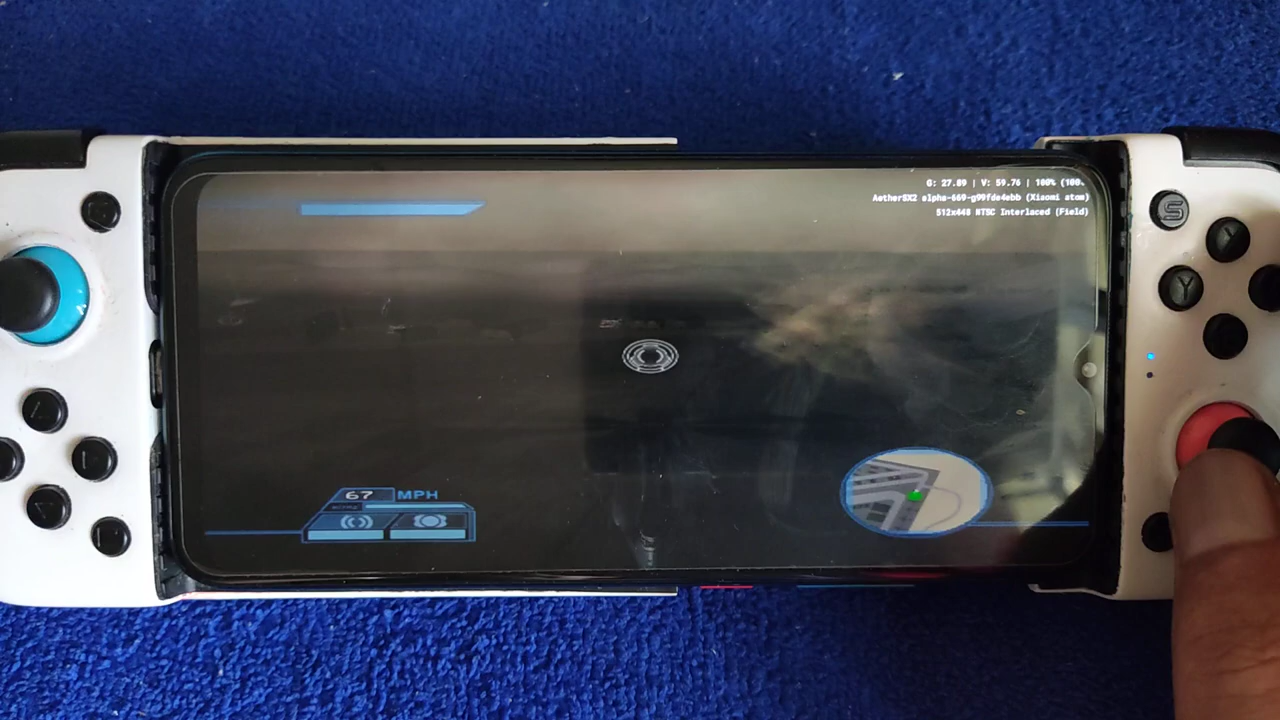 G: 27.89 | V: 59.76 | 100% (100%
AetherSX2 alpha-669-g99fde4ebb (Xiaomi atom)
512x448 NTSC Interlaced (Field)
S
Y
Y
67 MPH